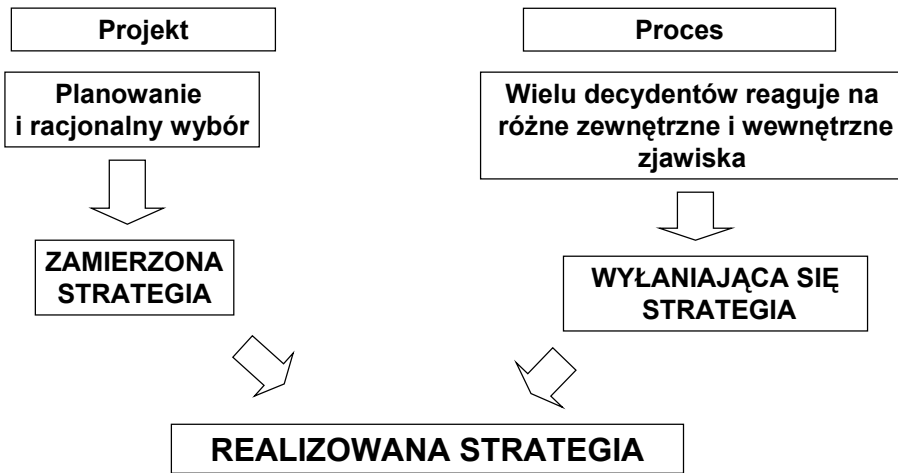 Projekt
Proces
Planowanie
i racjonalny wybór
Wielu decydentów reaguje na
różne zewnętrzne i wewnętrzne
zjawiska
ZAMIERZONA
STRATEGIA
WYŁANIAJĄCA SIĘ
STRATEGIA
REALIZOWANA STRATEGIA